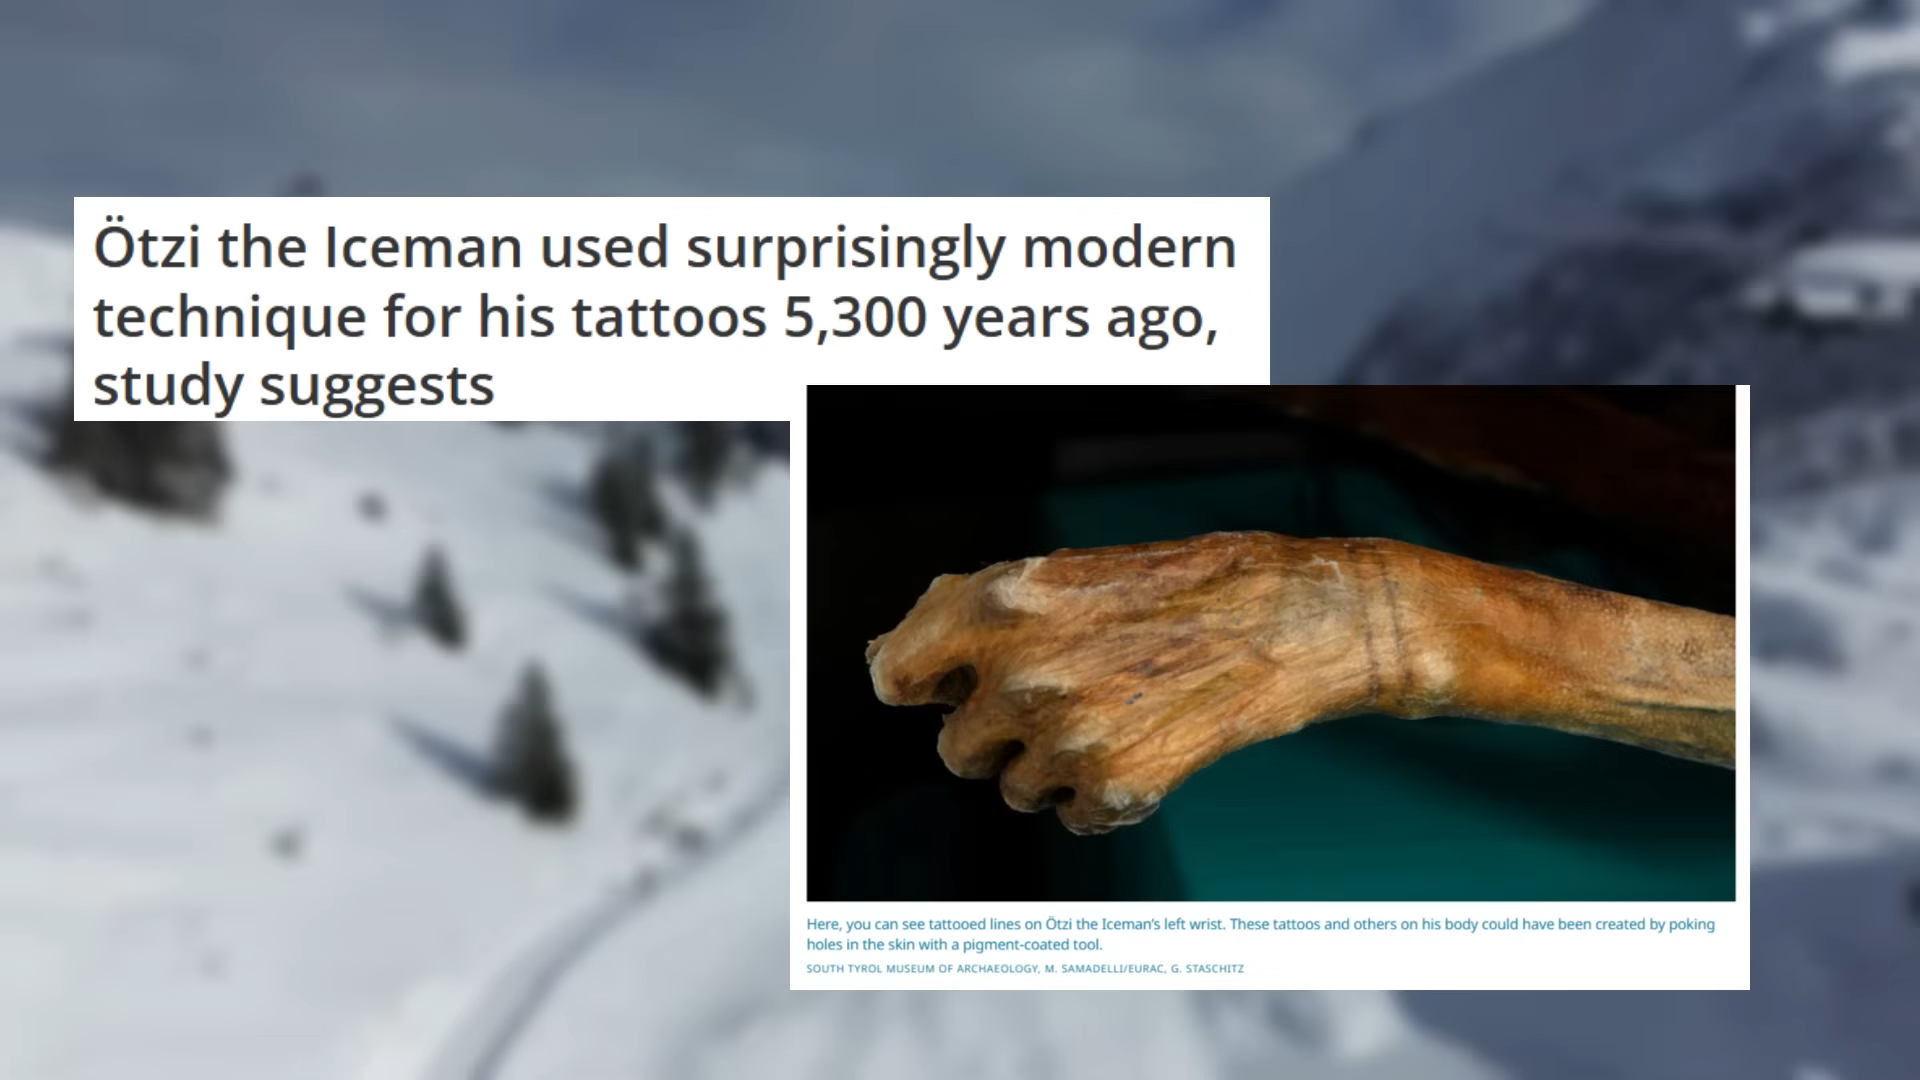 Ötzi the Iceman used surprisingly modern
technique for his tattoos 5,300 years ago,
study suggests
Here, you can see tattooed lines on Ötzi the Iceman’s left wrist. These tattoos and others on his body could have been created by poking
holes in the skin with a pigment-coated tool.
SOUTH TYROL MUSEUM OF ARCHAEOLOGY, M. SAMADELLI/EURAC, G. STASCHITZ